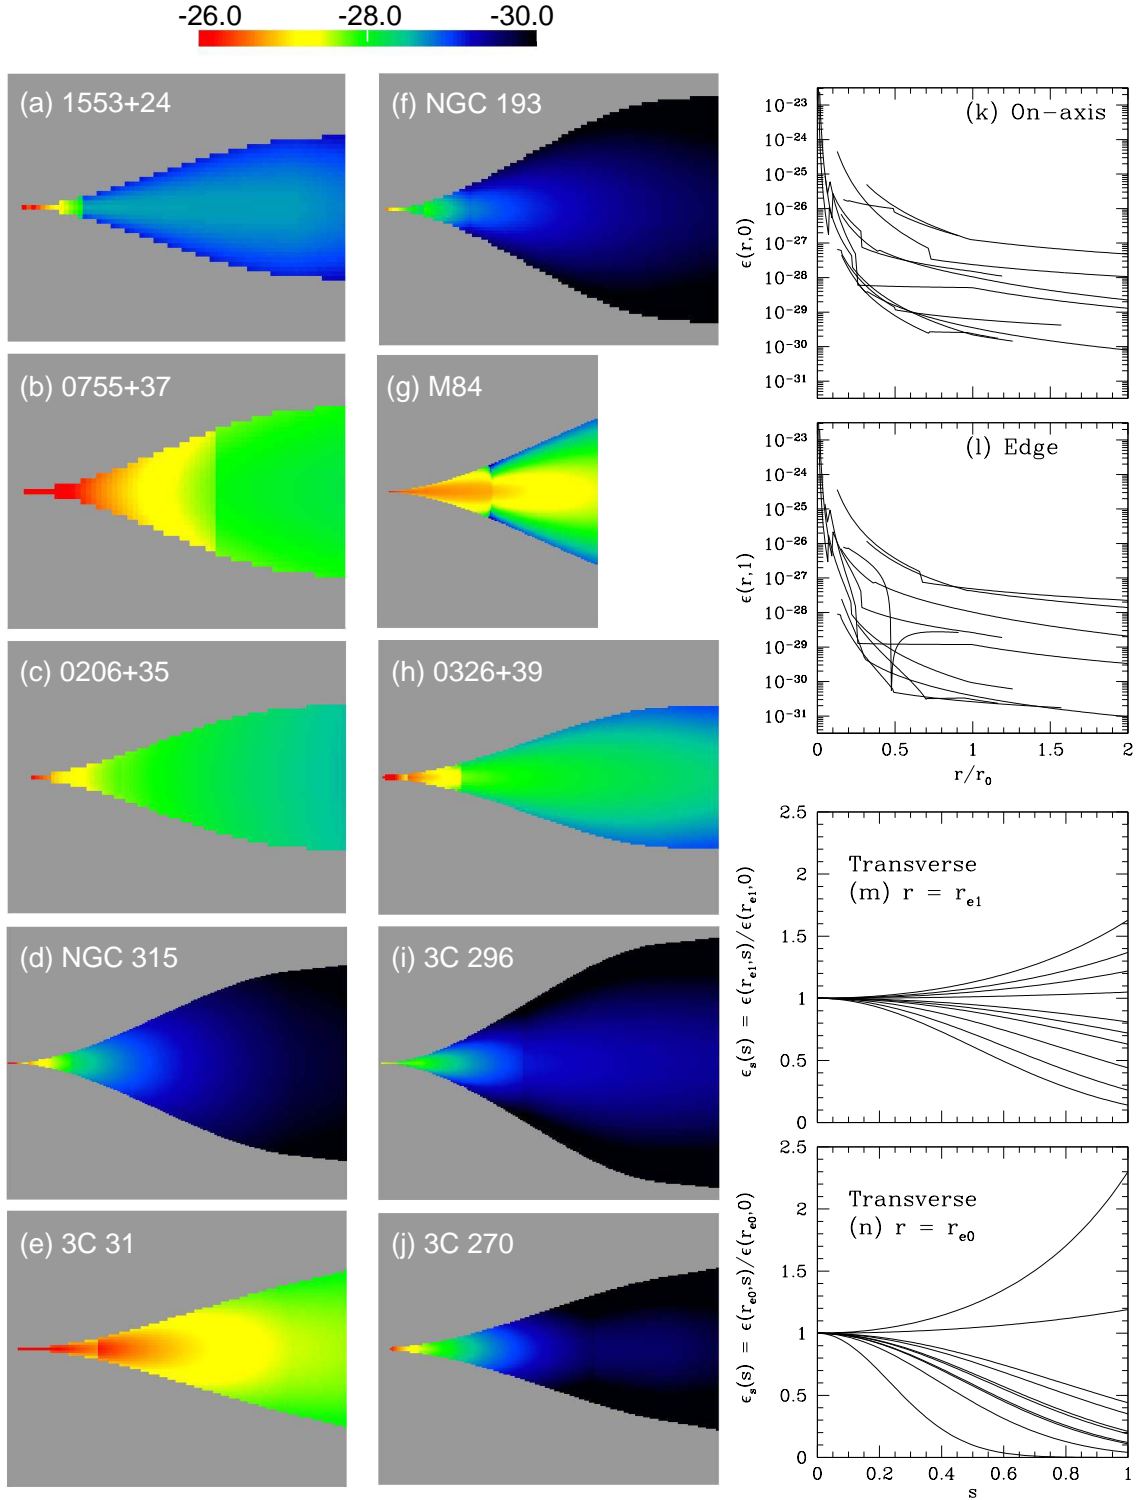 -26.0 -28.0 -30.0
(a) 1553+24
(b) 0755+37
(c) 0206+35
(d) NGC 315
(e) 3C 31
(f) NGC 193
(g) M84
(h) 0326+39
(i) 3C 296
(j) 3C 270
(k) On-axis
ε(r,0)
10⁻²³
10⁻²⁴
10⁻²⁵
10⁻²⁶
10⁻²⁷
10⁻²⁸
10⁻²⁹
10⁻³⁰
10⁻³¹
(l) Edge
ε(r,1)
10⁻²³
10⁻²⁴
10⁻²⁵
10⁻²⁶
10⁻²⁷
10⁻²⁸
10⁻²⁹
10⁻³⁰
10⁻³¹
0 0.5 1 1.5 2
r/r₀
Transverse
(m) r = rₑ₁
εₛ(s) = ε(rₑ₁,s)/ε(rₑ₁,0)
2.5
2
1.5
1
0.5
0
Transverse
(n) r = rₑ₀
εₛ(s) = ε(rₑ₀,s)/ε(rₑ₀,0)
2.5
2
1.5
1
0.5
0
0 0.2 0.4 0.6 0.8 1
s